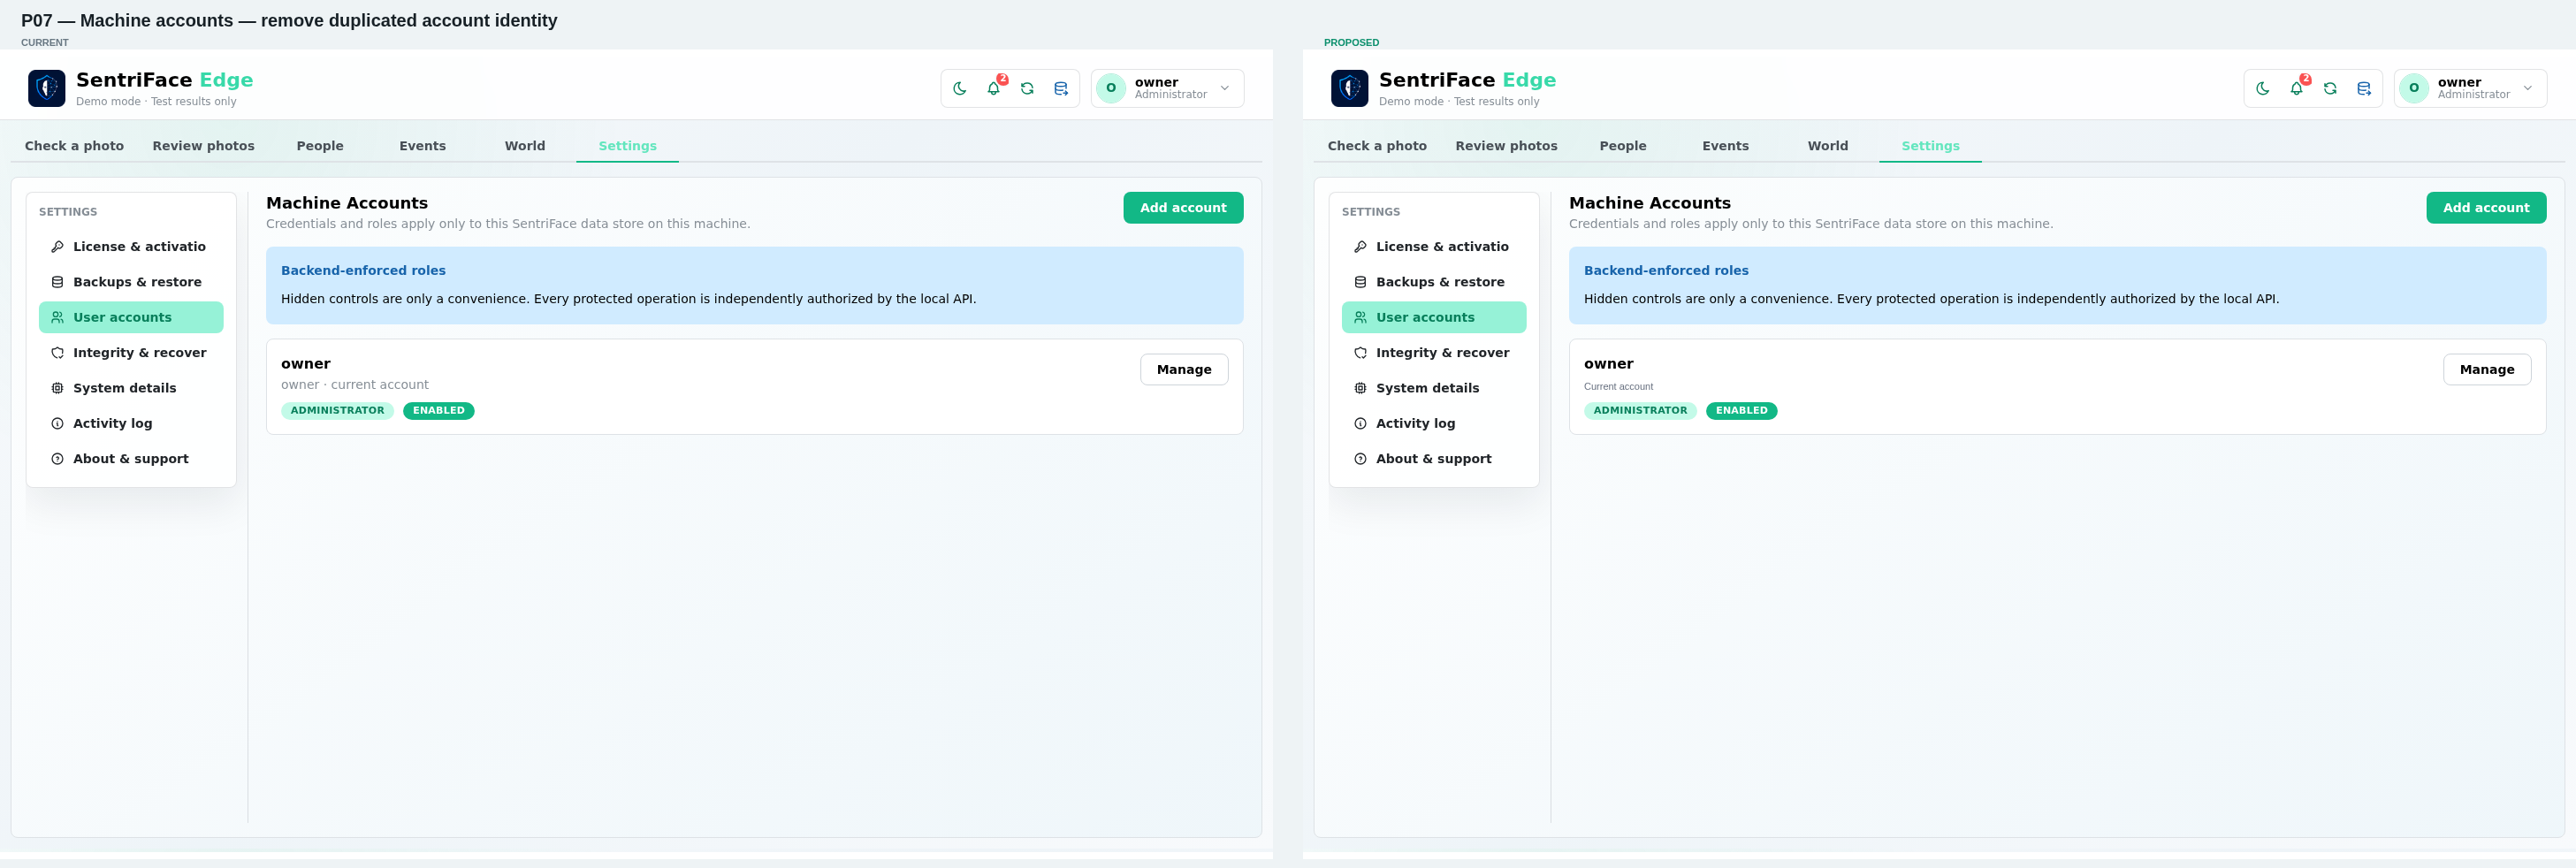 P07 — Machine accounts — remove duplicated account identity
CURRENT
SentriFace Edge
Demo mode · Test results only
2
O
owner
Administrator
Check a photo
Review photos
People
Events
World
Settings
SETTINGS
License & activatio
Backups & restore
User accounts
Integrity & recover
System details
Activity log
About & support
Machine Accounts
Credentials and roles apply only to this SentriFace data store on this machine.
Add account
Backend-enforced roles
Hidden controls are only a convenience. Every protected operation is independently authorized by the local API.
owner
owner · current account
ADMINISTRATOR
ENABLED
Manage
PROPOSED
SentriFace Edge
Demo mode · Test results only
2
O
owner
Administrator
Check a photo
Review photos
People
Events
World
Settings
SETTINGS
License & activatio
Backups & restore
User accounts
Integrity & recover
System details
Activity log
About & support
Machine Accounts
Credentials and roles apply only to this SentriFace data store on this machine.
Add account
Backend-enforced roles
Hidden controls are only a convenience. Every protected operation is independently authorized by the local API.
owner
Current account
ADMINISTRATOR
ENABLED
Manage